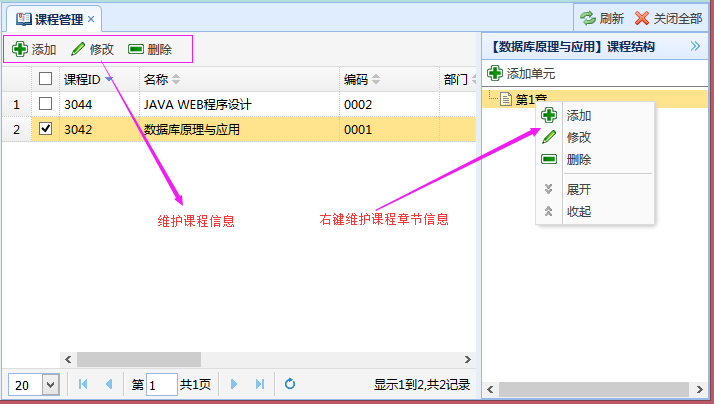 课程管理
刷新 关闭全部
添加 修改 删除
【数据库原理与应用】课程结构
添加单元
课程ID 名称 编码 部门
1 3044 JAVA WEB程序设计 0002
2 3042 数据库原理与应用 0001
第1章
添加
修改
删除
展开
收起
维护课程信息
右键维护课程章节信息
20 第 1 共1页 显示1到2,共2记录